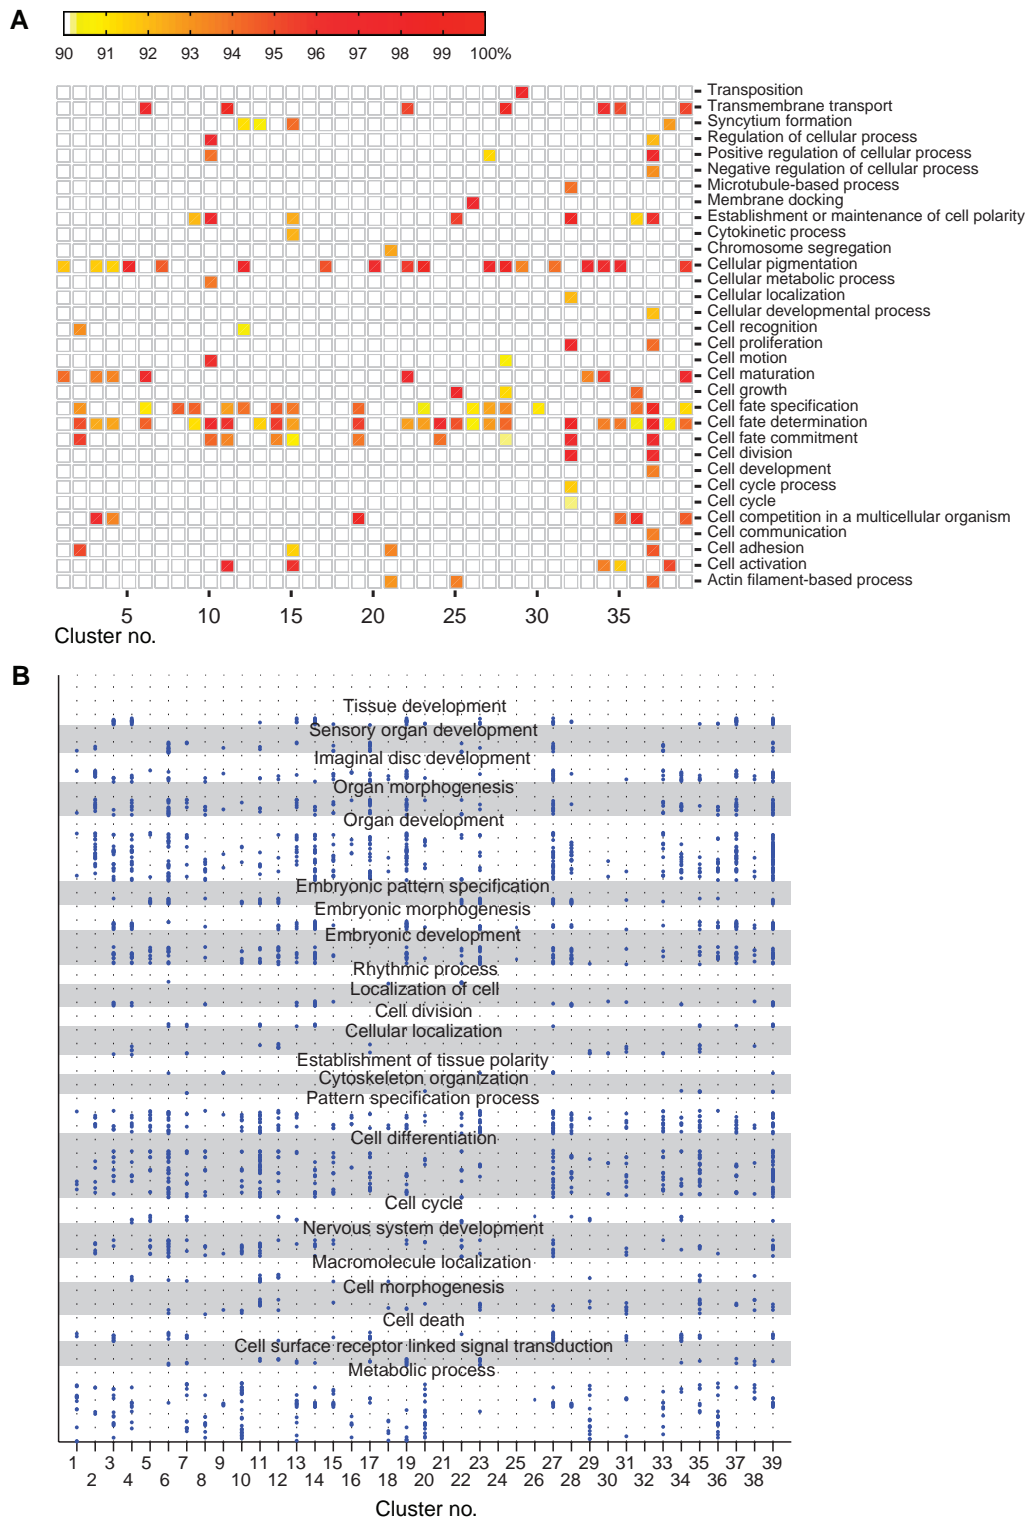 A
90 91 92 93 94 95 96 97 98 99 100%
Transposition
Transmembrane transport
Syncytium formation
Regulation of cellular process
Positive regulation of cellular process
Negative regulation of cellular process
Microtubule-based process
Membrane docking
Establishment or maintenance of cell polarity
Cytokinetic process
Chromosome segregation
Cellular pigmentation
Cellular metabolic process
Cellular localization
Cellular developmental process
Cell recognition
Cell proliferation
Cell motion
Cell maturation
Cell growth
Cell fate specification
Cell fate determination
Cell fate commitment
Cell division
Cell development
Cell cycle process
Cell cycle
Cell competition in a multicellular organism
Cell communication
Cell adhesion
Cell activation
Actin filament-based process
5 10 15 20 25 30 35
Cluster no.
B
Tissue development
Sensory organ development
Imaginal disc development
Organ morphogenesis
Organ development
Embryonic pattern specification
Embryonic morphogenesis
Embryonic development
Rhythmic process
Localization of cell
Cell division
Cellular localization
Establishment of tissue polarity
Cytoskeleton organization
Pattern specification process
Cell differentiation
Cell cycle
Nervous system development
Macromolecule localization
Cell morphogenesis
Cell death
Cell surface receptor linked signal transduction
Metabolic process
1 3 5 7 9 11 13 15 17 19 21 23 25 27 29 31 33 35 37 39
2 4 6 8 10 12 14 16 18 20 22 24 26 28 30 32 34 36 38
Cluster no.